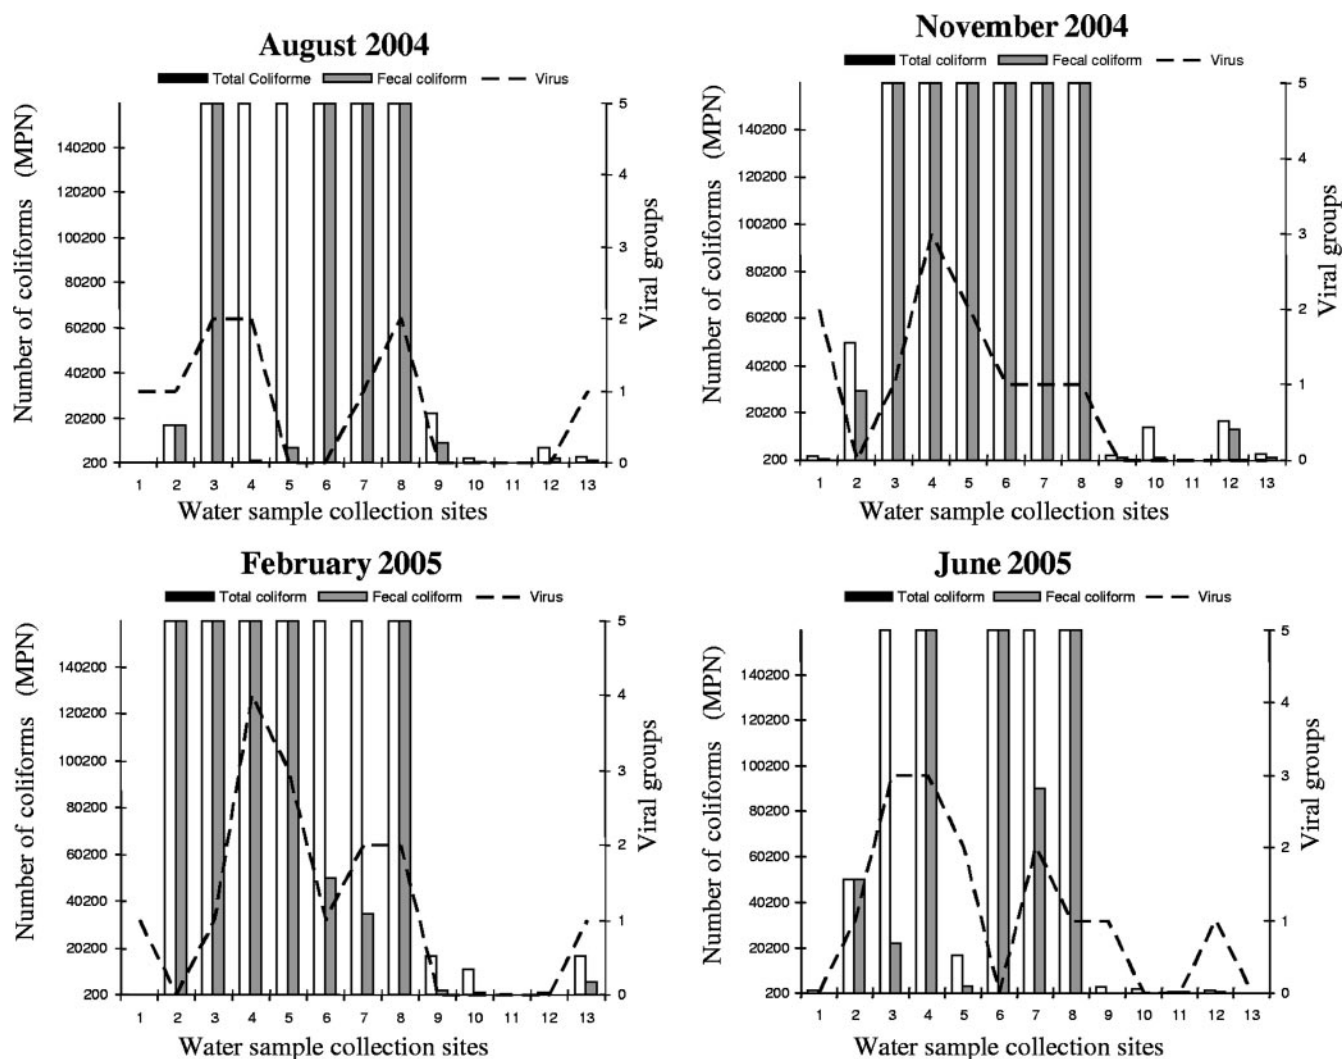 August 2004
Total Coliforme Fecal coliform Virus
Number of coliforms (MPN)
140200
120200
100200
80200
60200
40200
20200
200
5
4
3
2
1
0
Viral groups
1 2 3 4 5 6 7 8 9 10 11 12 13
Water sample collection sites
November 2004
Total coliform Fecal coliform Virus
Number of coliforms (MPN)
140200
120200
100200
80200
60200
40200
20200
200
5
4
3
2
1
0
Viral groups
1 2 3 4 5 6 7 8 9 10 11 12 13
Water sample collection sites
February 2005
Total coliform Fecal coliform Virus
Number of coliforms (MPN)
140200
120200
100200
80200
60200
40200
20200
200
5
4
3
2
1
0
Viral groups
1 2 3 4 5 6 7 8 9 10 11 12 13
Water sample collection sites
June 2005
Total coliform Fecal coliform Virus
Number of coliforms (MPN)
140200
120200
100200
80200
60200
40200
20200
200
5
4
3
2
1
0
Viral groups
1 2 3 4 5 6 7 8 9 10 11 12 13
Water sample collection sites